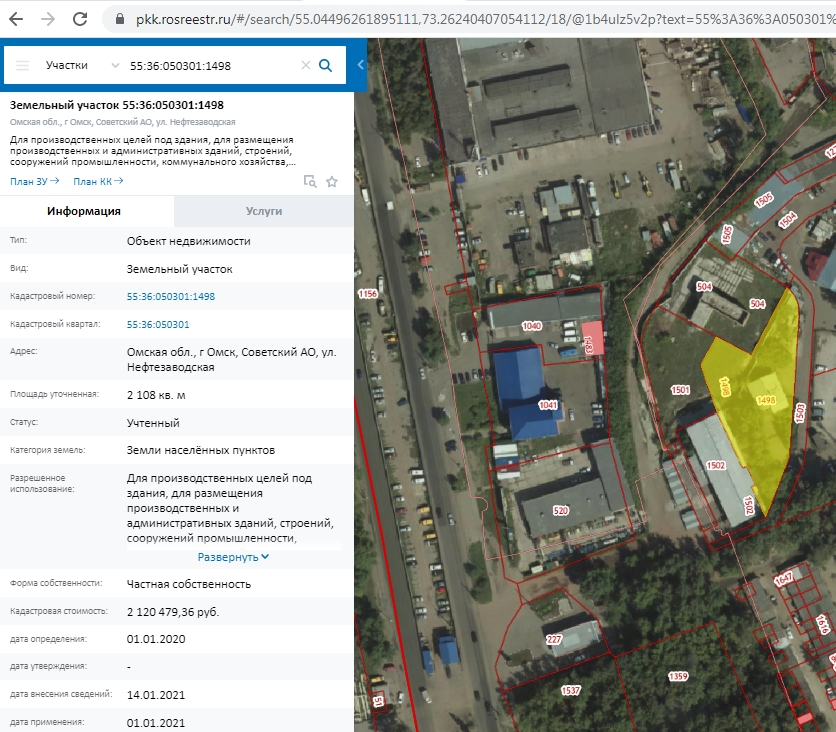 pkk.rosreestr.ru/#/search/55.04496261895111,73.26240407054112/18/@1b4ulz5v2p?text=55%3A36%3A050301%
Участки
55:36:050301:1498
Земельный участок 55:36:050301:1498
Омская обл., г Омск, Советский АО, ул. Нефтезаводская
Для производственных целей под здания, для размещения
производственных и административных зданий, строений,
сооружений промышленности, коммунального хозяйства,...
План ЗУ →
План КК →
Информация
Услуги
Тип: Объект недвижимости
Вид: Земельный участок
Кадастровый номер: 55:36:050301:1498
Кадастровый квартал: 55:36:050301
Адрес: Омская обл., г Омск, Советский АО, ул.
Нефтезаводская
Площадь уточненная: 2 108 кв. м
Статус: Учтенный
Категория земель: Земли населённых пунктов
Разрешенное
использование:
Для производственных целей под
здания, для размещения
производственных и
административных зданий, строений,
сооружений промышленности,
Развернуть
Форма собственности: Частная собственность
Кадастровая стоимость: 2 120 479,36 руб.
дата определения: 01.01.2020
дата утверждения: -
дата внесения сведений: 14.01.2021
дата применения: 01.01.2021
1505
1504
1505
504
504
1156
1040
1483
1501
1498
1498
1503
1041
1502
1502
520
1647
1676
227
1359
1537
151